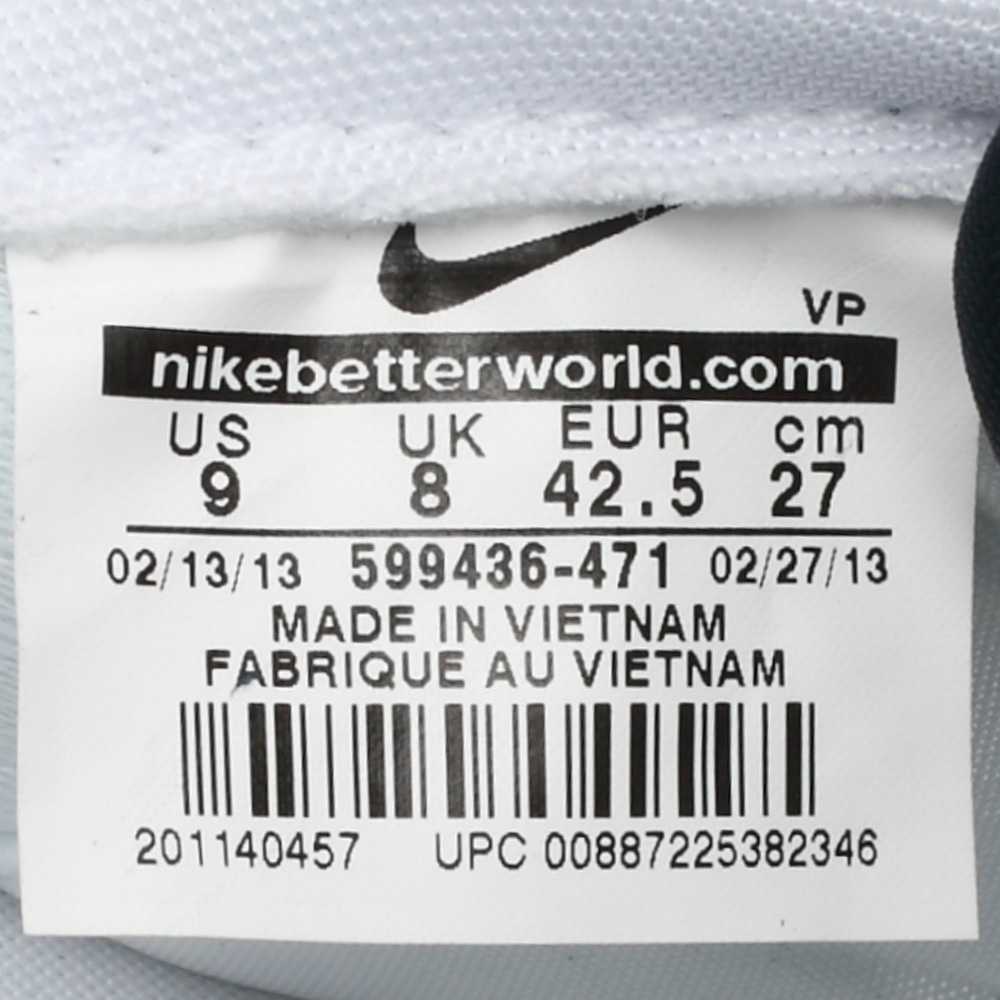 VP
nikebetterworld.com
US UK EUR cm
9 8 42.5 27
02/13/13 599436-471 02/27/13
MADE IN VIETNAM
FABRIQUE AU VIETNAM
201140457 UPC 00887225382346